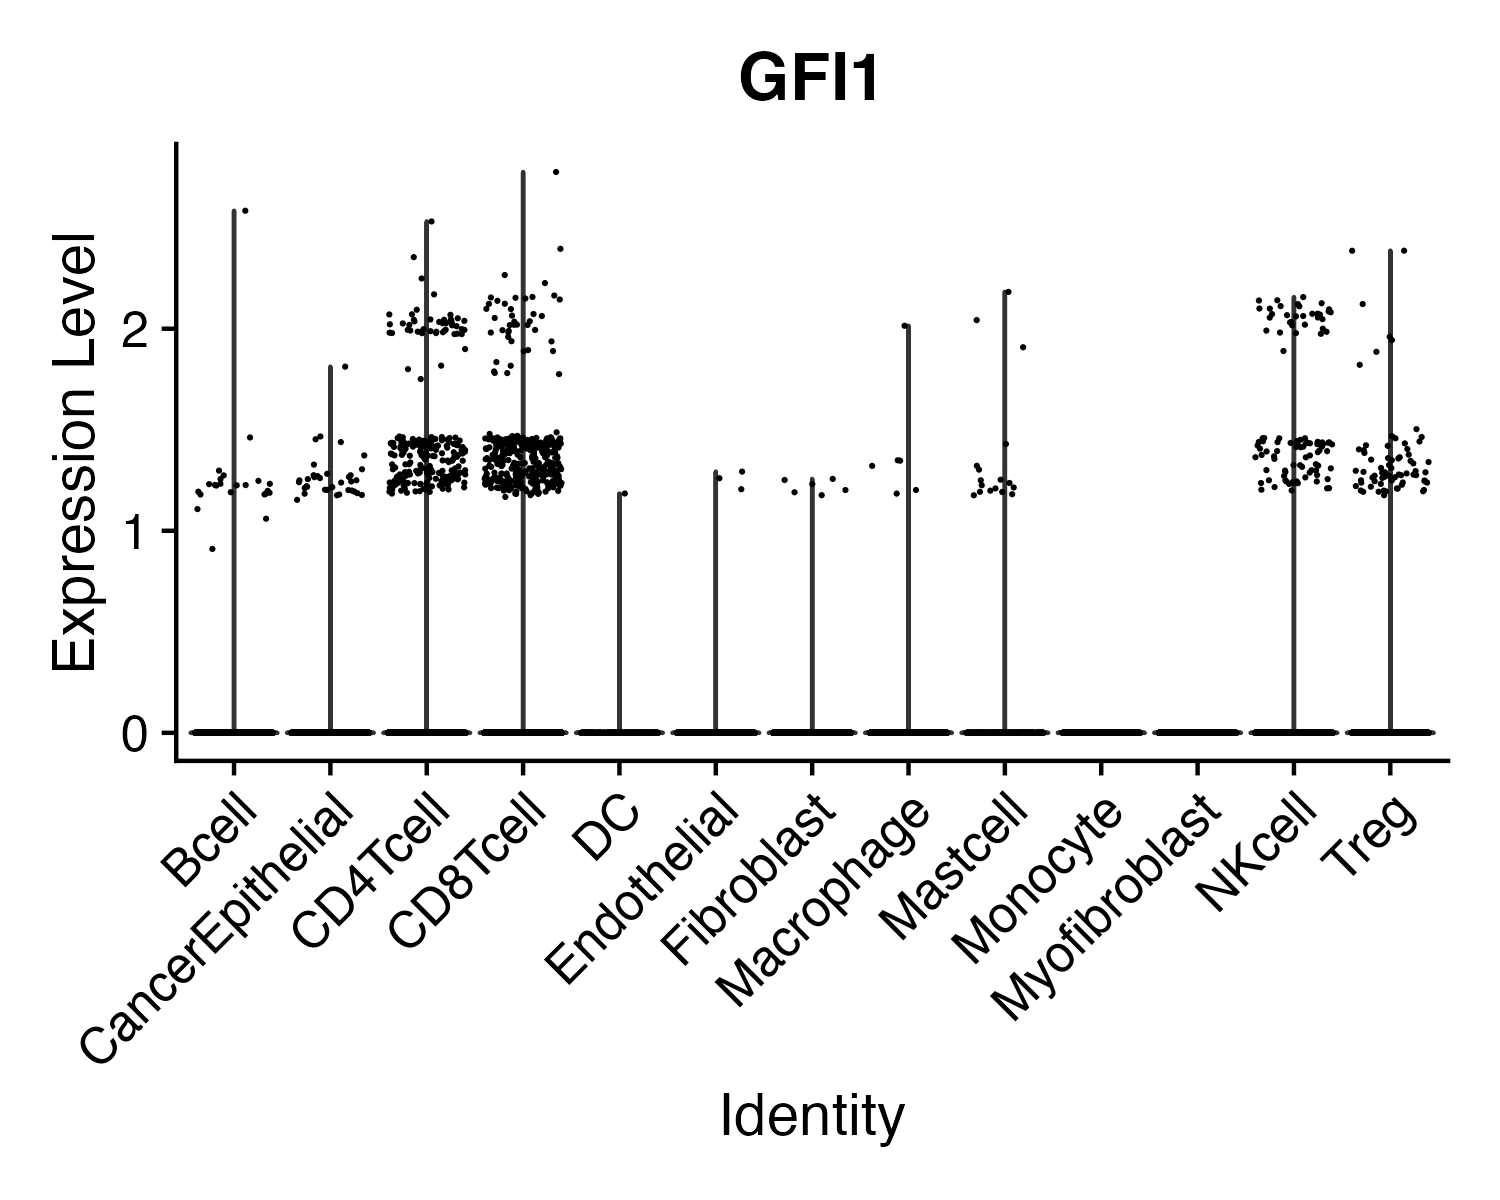 GFI1
Expression Level
2
1
0
Bcell
CancerEpithelial
CD4Tcell
CD8Tcell
DC
Endothelial
Fibroblast
Macrophage
Mastcell
Monocyte
Myofibroblast
NKcell
Treg
Identity